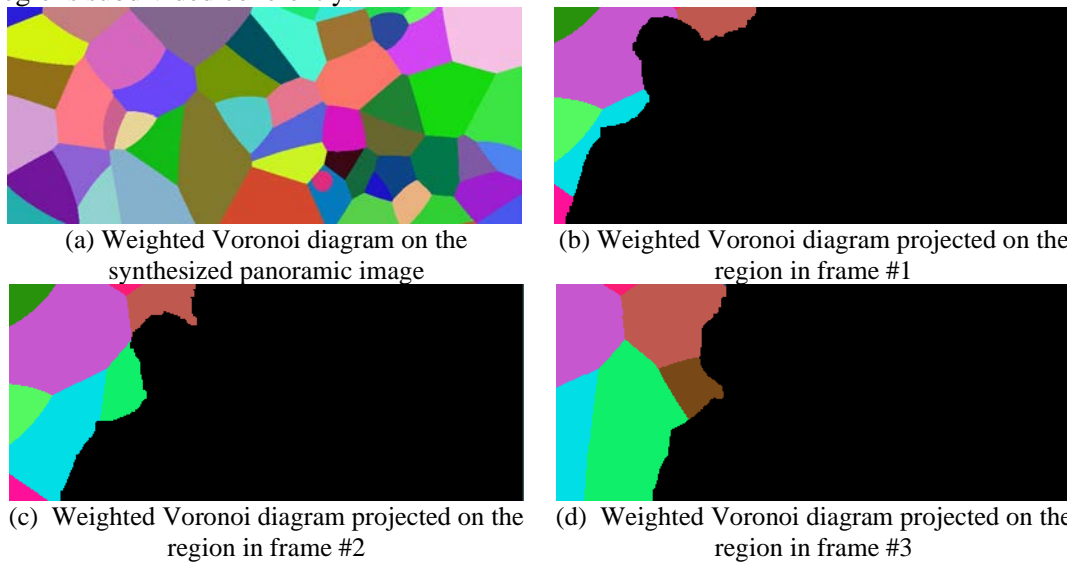 (a) Weighted Voronoi diagram on the
synthesized panoramic image
(b) Weighted Voronoi diagram projected on the
region in frame #1
(c) Weighted Voronoi diagram projected on the
region in frame #2
(d) Weighted Voronoi diagram projected on the
region in frame #3